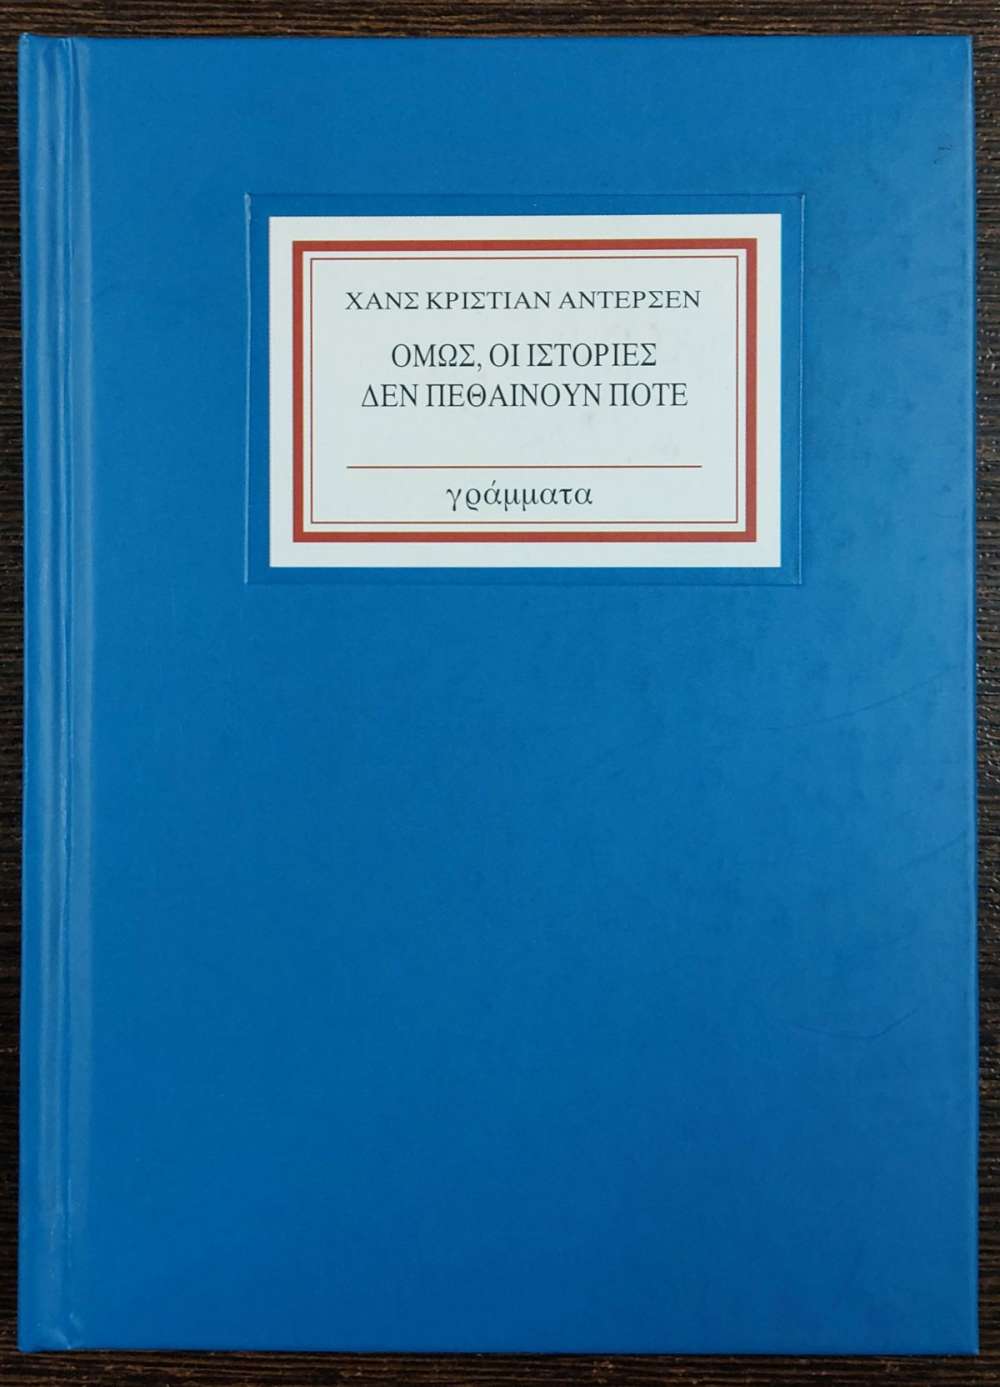 ΧΑΝΣ ΚΡΙΣΤΙΑΝ ΑΝΤΕΡΣΕΝ
ΟΜΩΣ, ΟΙ ΙΣΤΟΡΙΕΣ
ΔΕΝ ΠΕΘΑΙΝΟΥΝ ΠΟΤΕ
γράμματα